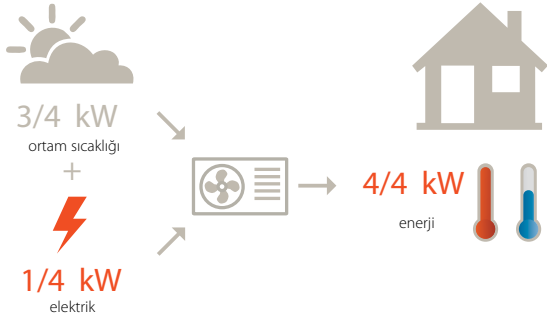 3/4 kW
ortam sıcaklığı
+
1/4 kW
elektrik
4/4 kW
enerji